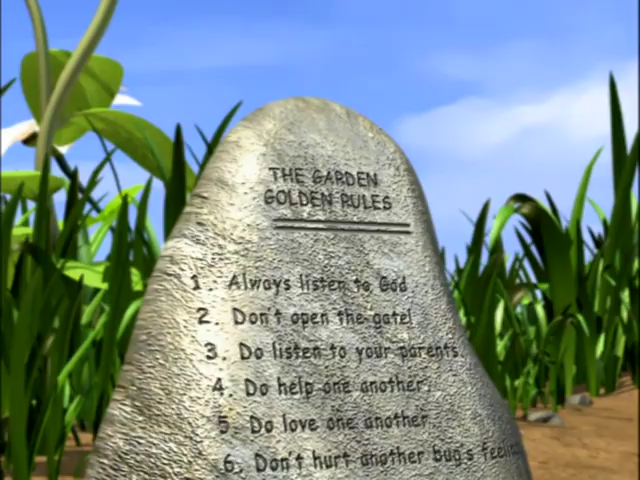 THE GARDEN
GOLDEN RULES
1. Always listen to God
2. Don't open the gate!
3. Do listen to your parents.
4. Do help one another.
5. Do love one another.
6. Don't hurt another bug's